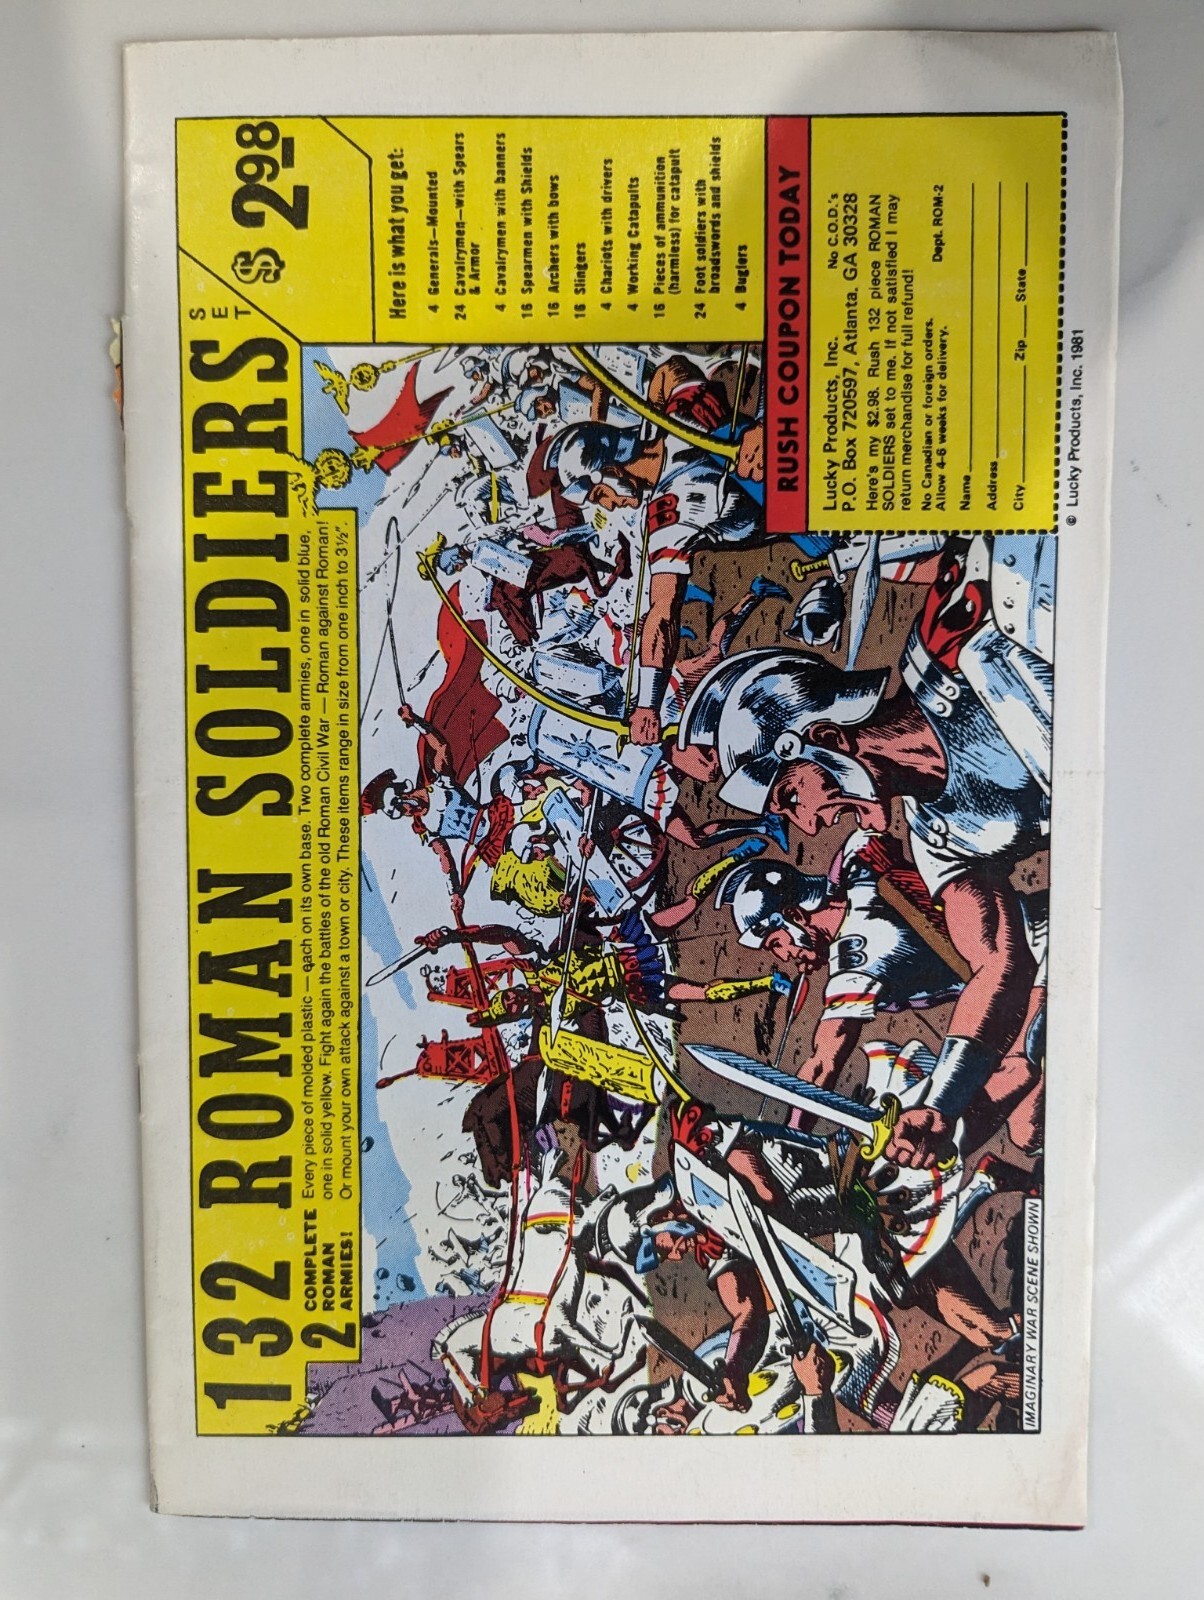 132 ROMAN SOLDIERS SET $2.98
COMPLETE
2 ROMAN
ARMIES!
Every piece of molded plastic — each on its own base. Two complete armies, one in solid blue,
one in solid yellow. Fight again the battles of the old Roman Civil War — Roman against Roman!
Or mount your own attack against a town or city. These items range in size from one inch to 3½".
Here is what you get:
4 Generals—Mounted
24 Cavalrymen—with Spears
& Armor
4 Cavalrymen with banners
16 Spearmen with Shields
16 Archers with bows
16 Slingers
4 Chariots with drivers
4 Working Catapults
16 Pieces of ammunition
(harmless) for catapult
24 Foot soldiers with
broadswords and shields
4 Buglers
RUSH COUPON TODAY
Lucky Products, Inc. No C.O.D.'s
P.O. Box 720597, Atlanta, GA 30328
Here's my $2.98. Rush 132 piece ROMAN
SOLDIERS set to me. If not satisfied I may
return merchandise for full refund!
No Canadian or foreign orders.
Allow 4-6 weeks for delivery. Dept. ROM-2
Name
Address
City Zip State
IMAGINARY WAR SCENE SHOWN
© Lucky Products, Inc. 1981